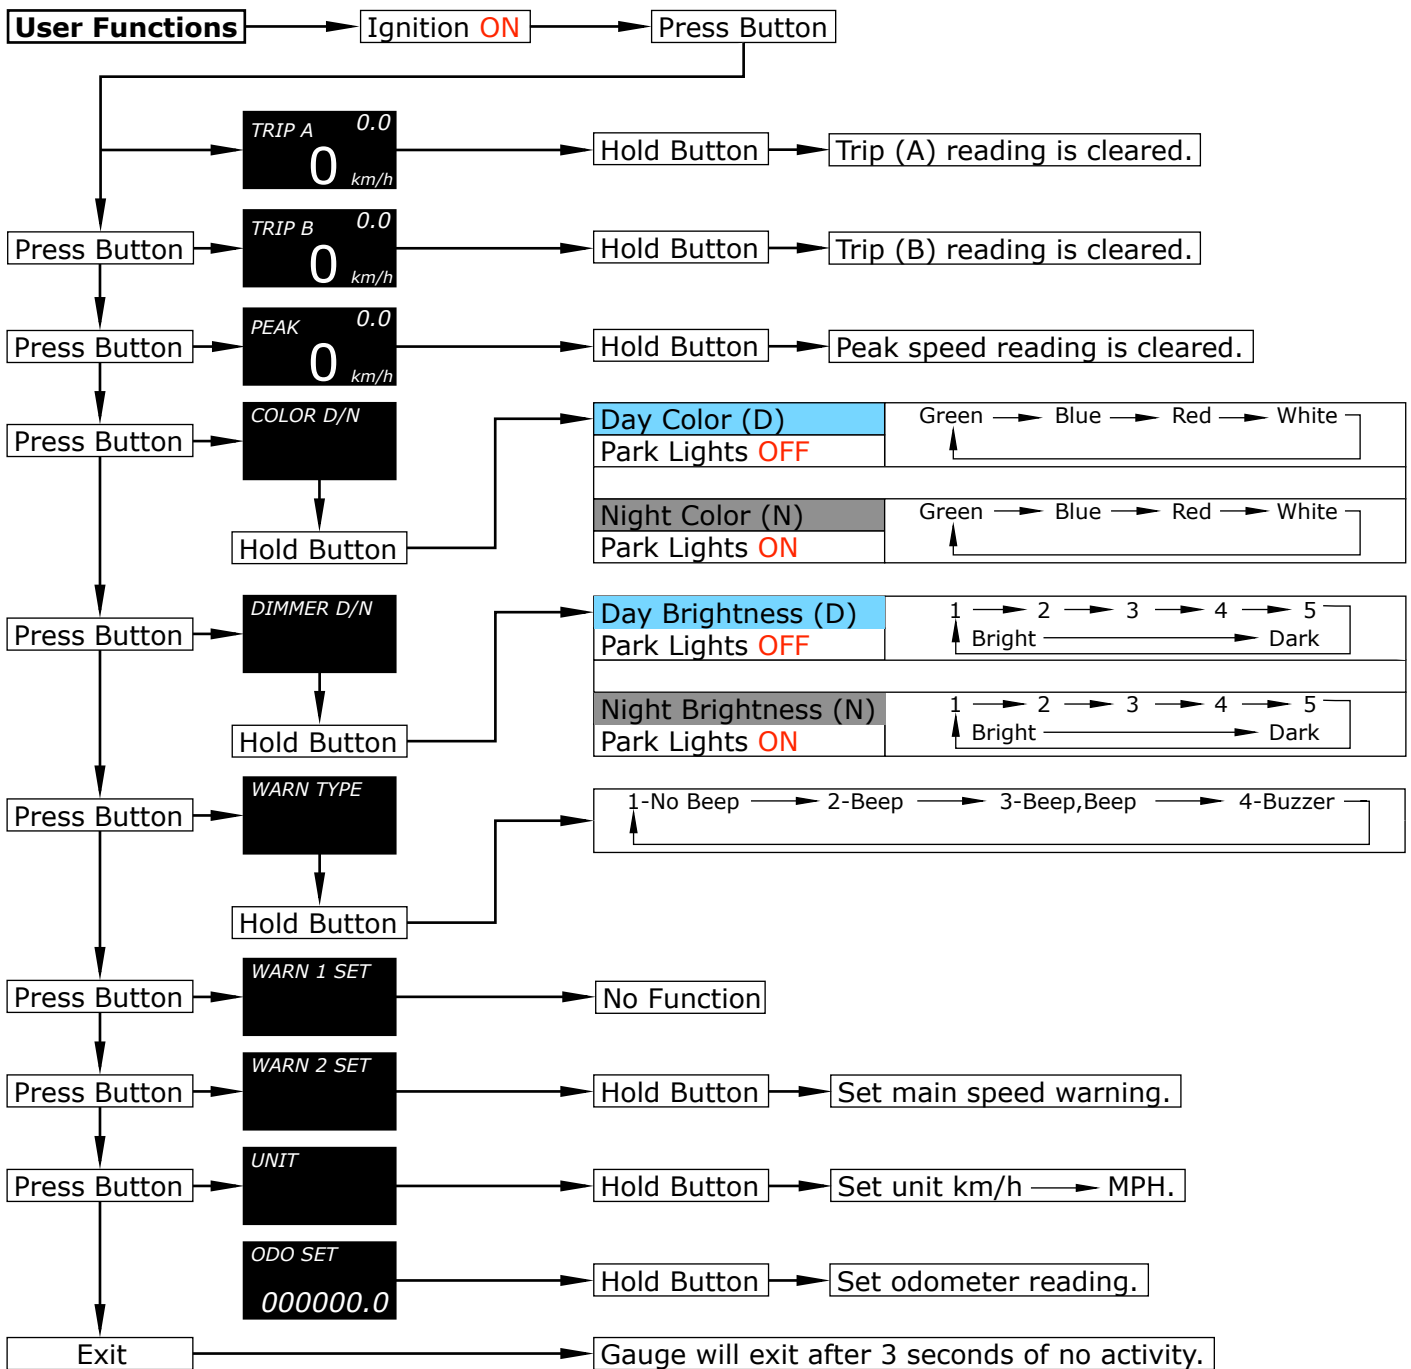 User Functions
Ignition ON
Press Button
TRIP A 0.0
0 km/h
Hold Button
Trip (A) reading is cleared.
Press Button
TRIP B 0.0
0 km/h
Hold Button
Trip (B) reading is cleared.
Press Button
PEAK 0.0
0 km/h
Hold Button
Peak speed reading is cleared.
Press Button
COLOR D/N
Hold Button
Day Color (D)
Park Lights OFF
Green Blue Red White
Night Color (N)
Park Lights ON
Green Blue Red White
Press Button
DIMMER D/N
Hold Button
Day Brightness (D)
Park Lights OFF
1 2 3 4 5
Bright Dark
Night Brightness (N)
Park Lights ON
1 2 3 4 5
Bright Dark
Press Button
WARN TYPE
Hold Button
1-No Beep 2-Beep 3-Beep,Beep 4-Buzzer
Press Button
WARN 1 SET
No Function
Press Button
WARN 2 SET
Hold Button
Set main speed warning.
Press Button
UNIT
Hold Button
Set unit km/h MPH.
ODO SET
000000.0
Hold Button
Set odometer reading.
Exit
Gauge will exit after 3 seconds of no activity.